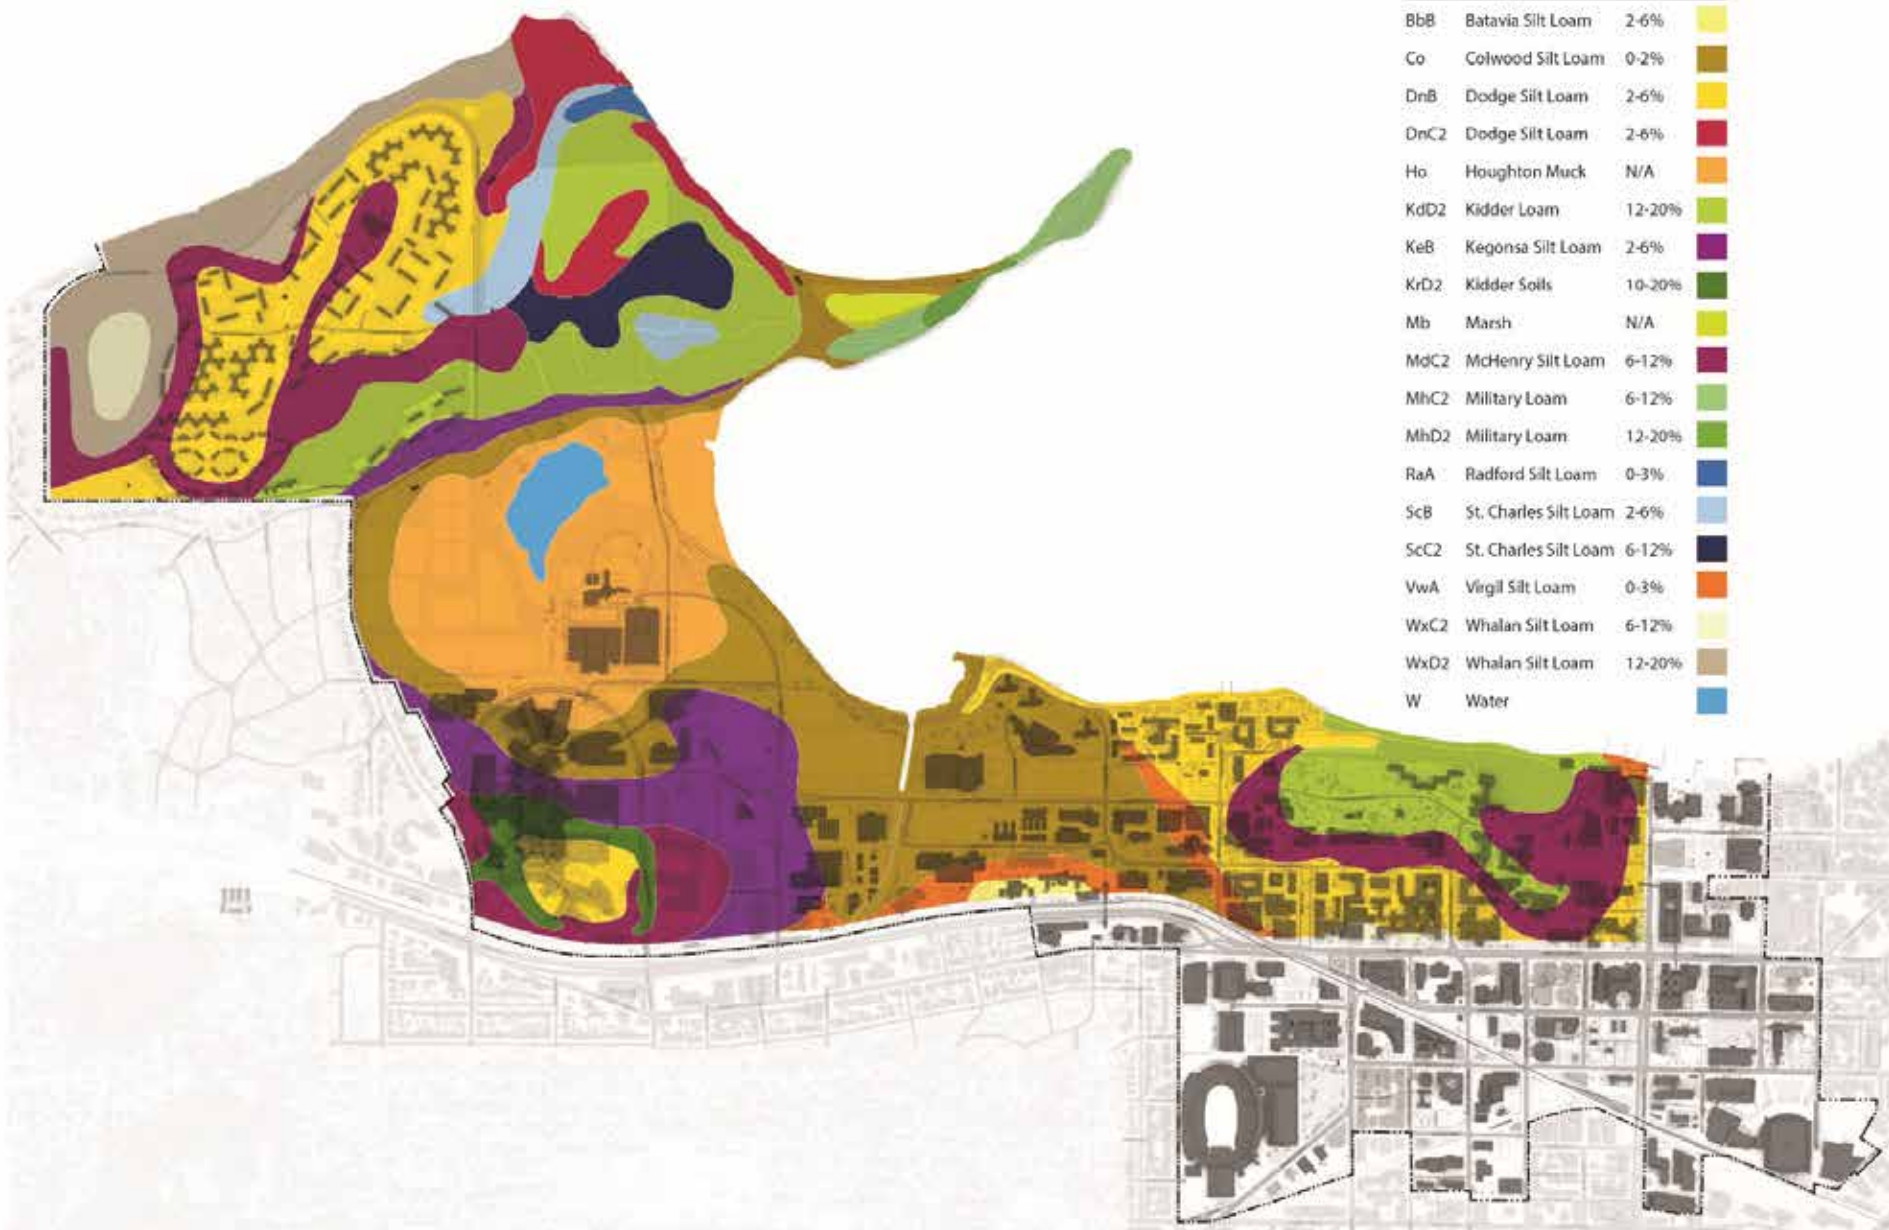 BbB Batavia Silt Loam 2-6%
Co Colwood Silt Loam 0-2%
DnB Dodge Silt Loam 2-6%
DnC2 Dodge Silt Loam 2-6%
Ho Houghton Muck N/A
KdD2 Kidder Loam 12-20%
KeB Kegonsa Silt Loam 2-6%
KrD2 Kidder Soils 10-20%
Mb Marsh N/A
MdC2 McHenry Silt Loam 6-12%
MhC2 Military Loam 6-12%
MhD2 Military Loam 12-20%
RaA Radford Silt Loam 0-3%
ScB St. Charles Silt Loam 2-6%
ScC2 St. Charles Silt Loam 6-12%
VwA Virgil Silt Loam 0-3%
WxC2 Whalan Silt Loam 6-12%
WxD2 Whalan Silt Loam 12-20%
W Water